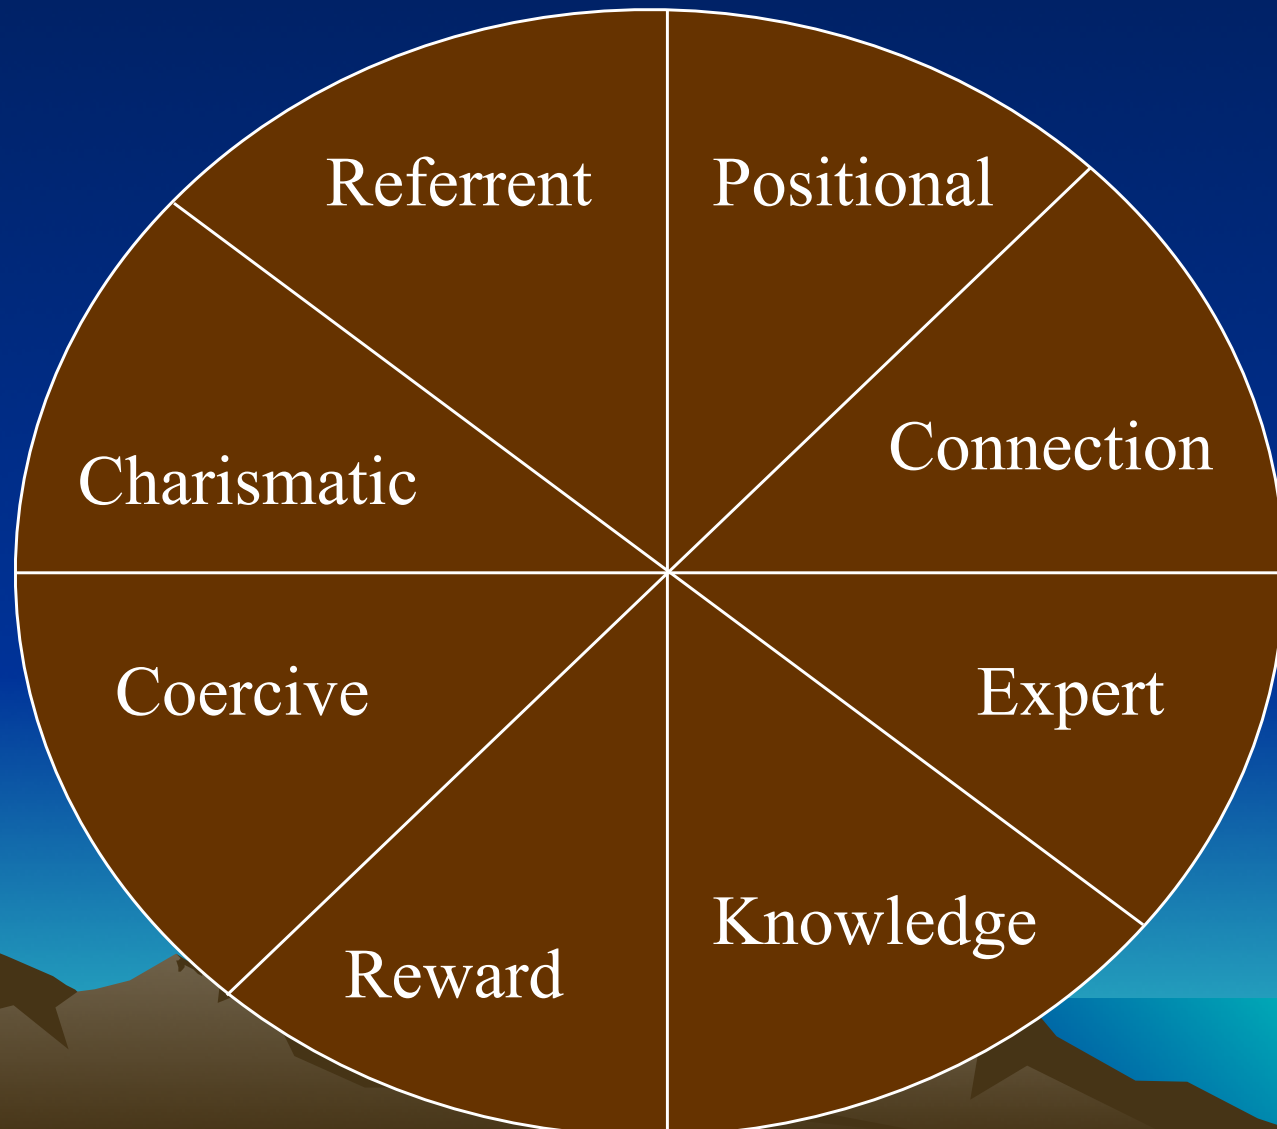 Referrent
Positional
Connection
Charismatic
Coercive
Expert
Knowledge
Reward